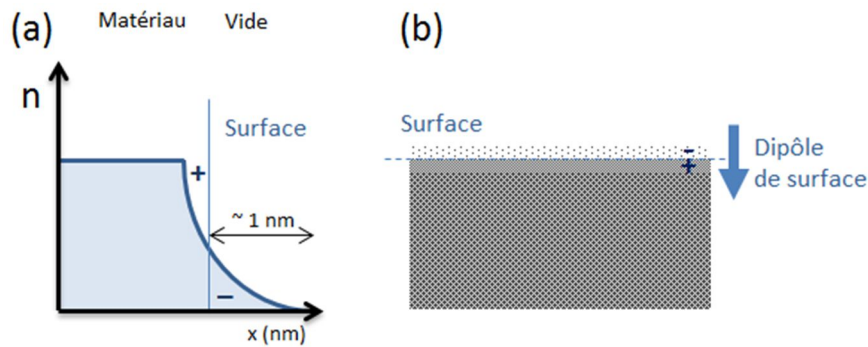 (a)
Matériau Vide
n
Surface
+
~ 1 nm
–
x (nm)
(b)
Surface
-
+
Dipôle
de surface